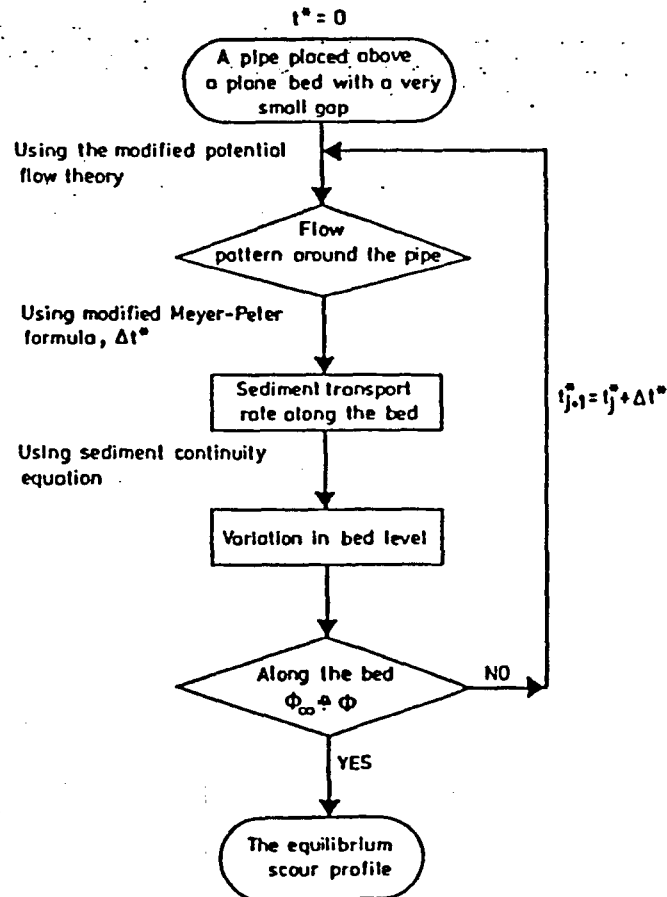 t* = 0
A pipe placed above
a plane bed with a very
small gap
Using the modified potential
flow theory
Flow
pattern around the pipe
Using modified Meyer-Peter
formula, Δt*
Sediment transport
rate along the bed
t*j+1 = t*j + Δt*
Using sediment continuity
equation
Variation in bed level
Along the bed
Φ∞ ≐ Φ
NO
YES
The equilibrium
scour profile